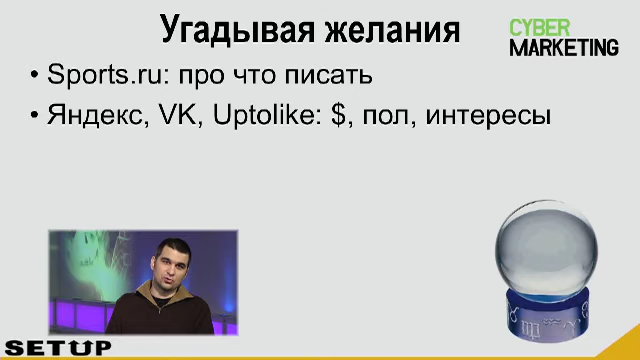 Угадывая желания
CYBER
MARKETING
• Sports.ru: про что писать
• Яндекс, VK, Uptolike: $, пол, интересы
SETUP